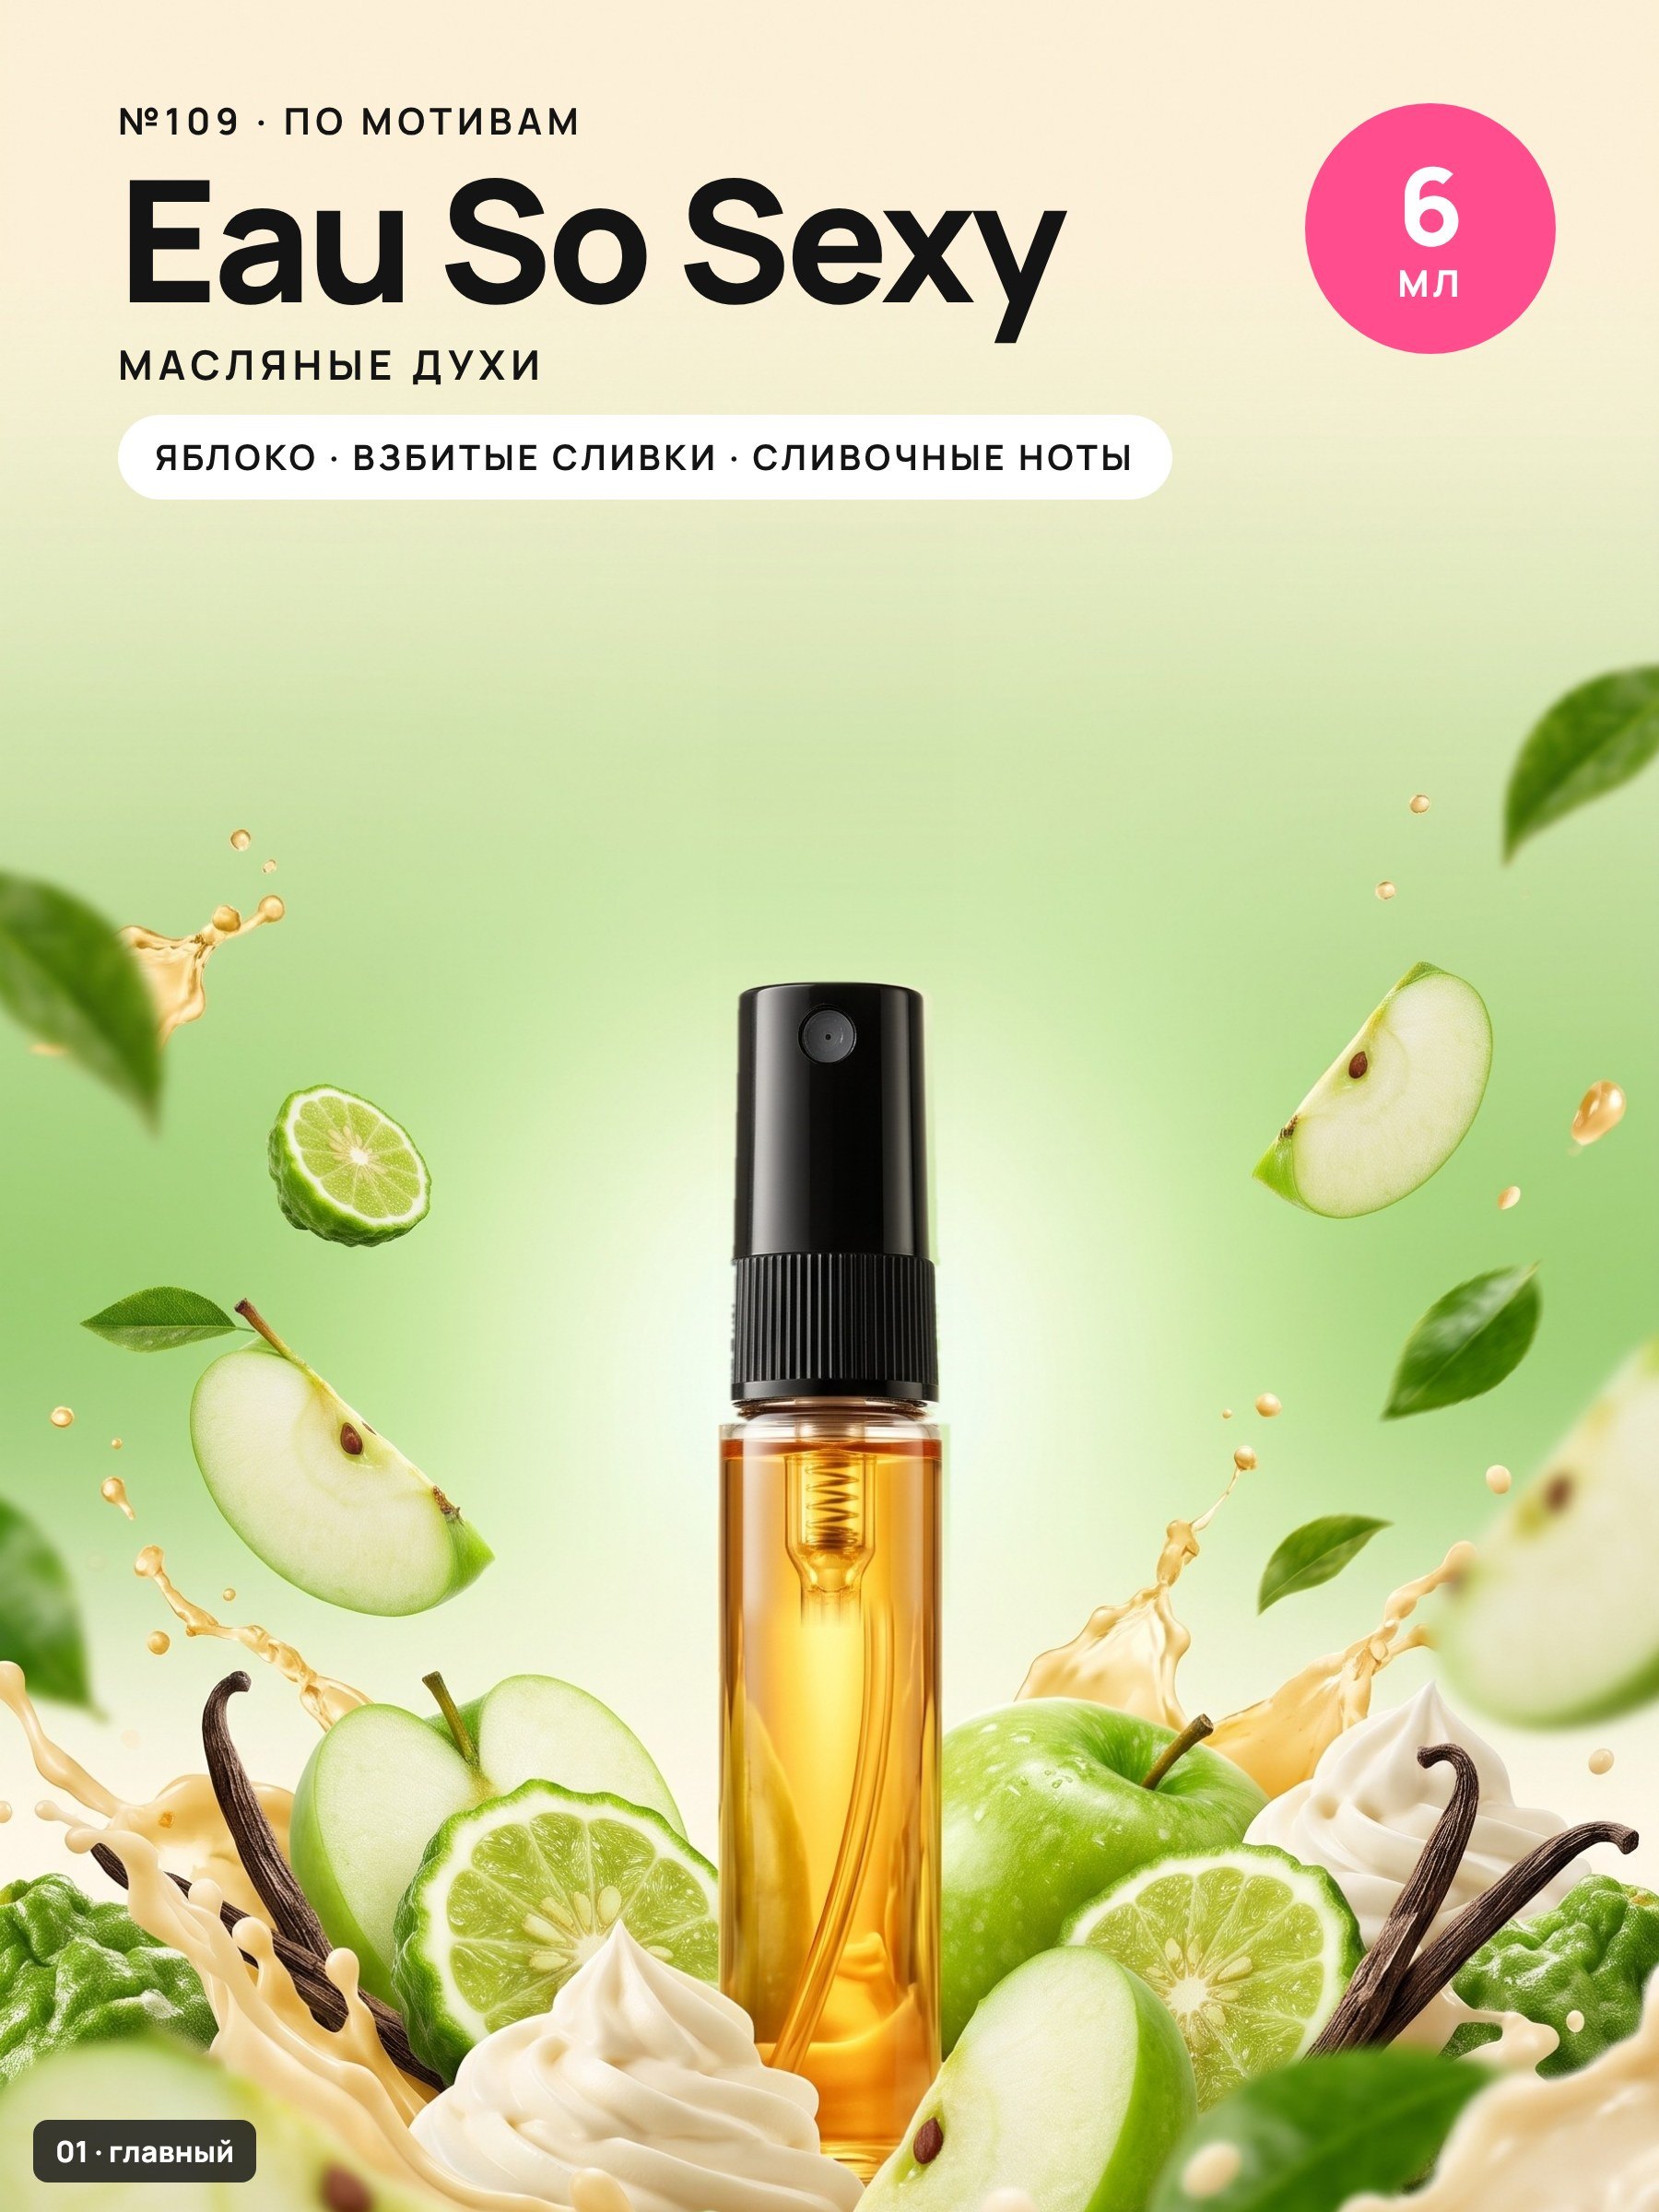 №109 · ПО МОТИВАМ
Eau So Sexy
МАСЛЯНЫЕ ДУХИ
ЯБЛОКО · ВЗБИТЫЕ СЛИВКИ · СЛИВОЧНЫЕ НОТЫ
6
МЛ
01 · главный